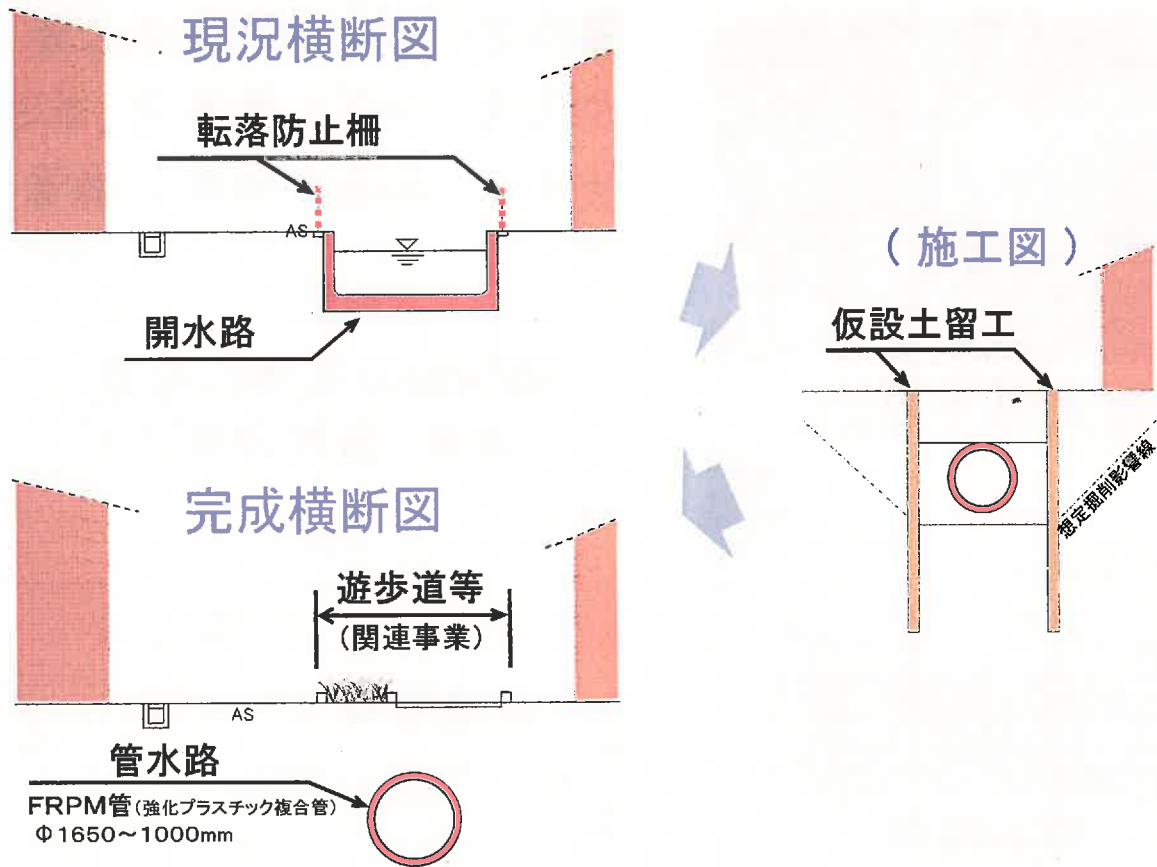 現況横断図
転落防止柵
AS
開水路
(施工図)
仮設土留工
想定掘削影響線
完成横断図
遊歩道等
(関連事業)
AS
管水路
FRPM管(強化プラスチック複合管)
Φ1650～1000mm